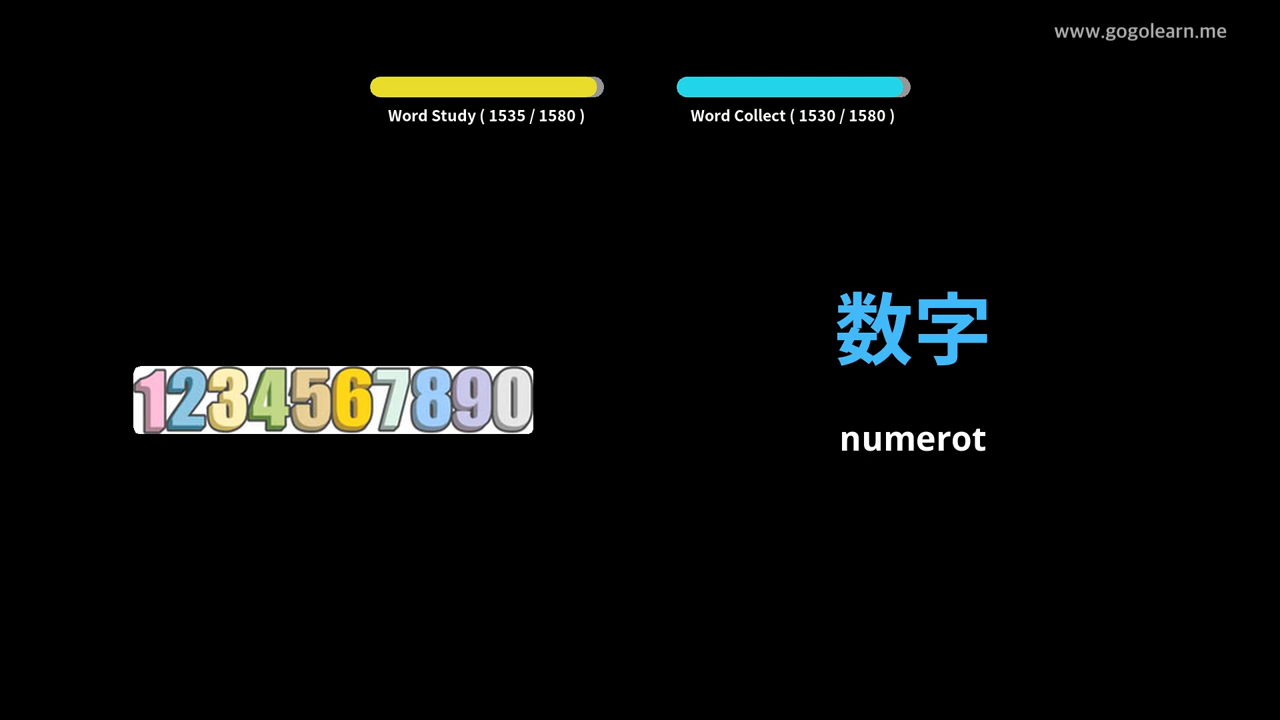 www.gogolearn.me
Word Study ( 1535 / 1580 )
Word Collect ( 1530 / 1580 )
数字
1234567890
numerot